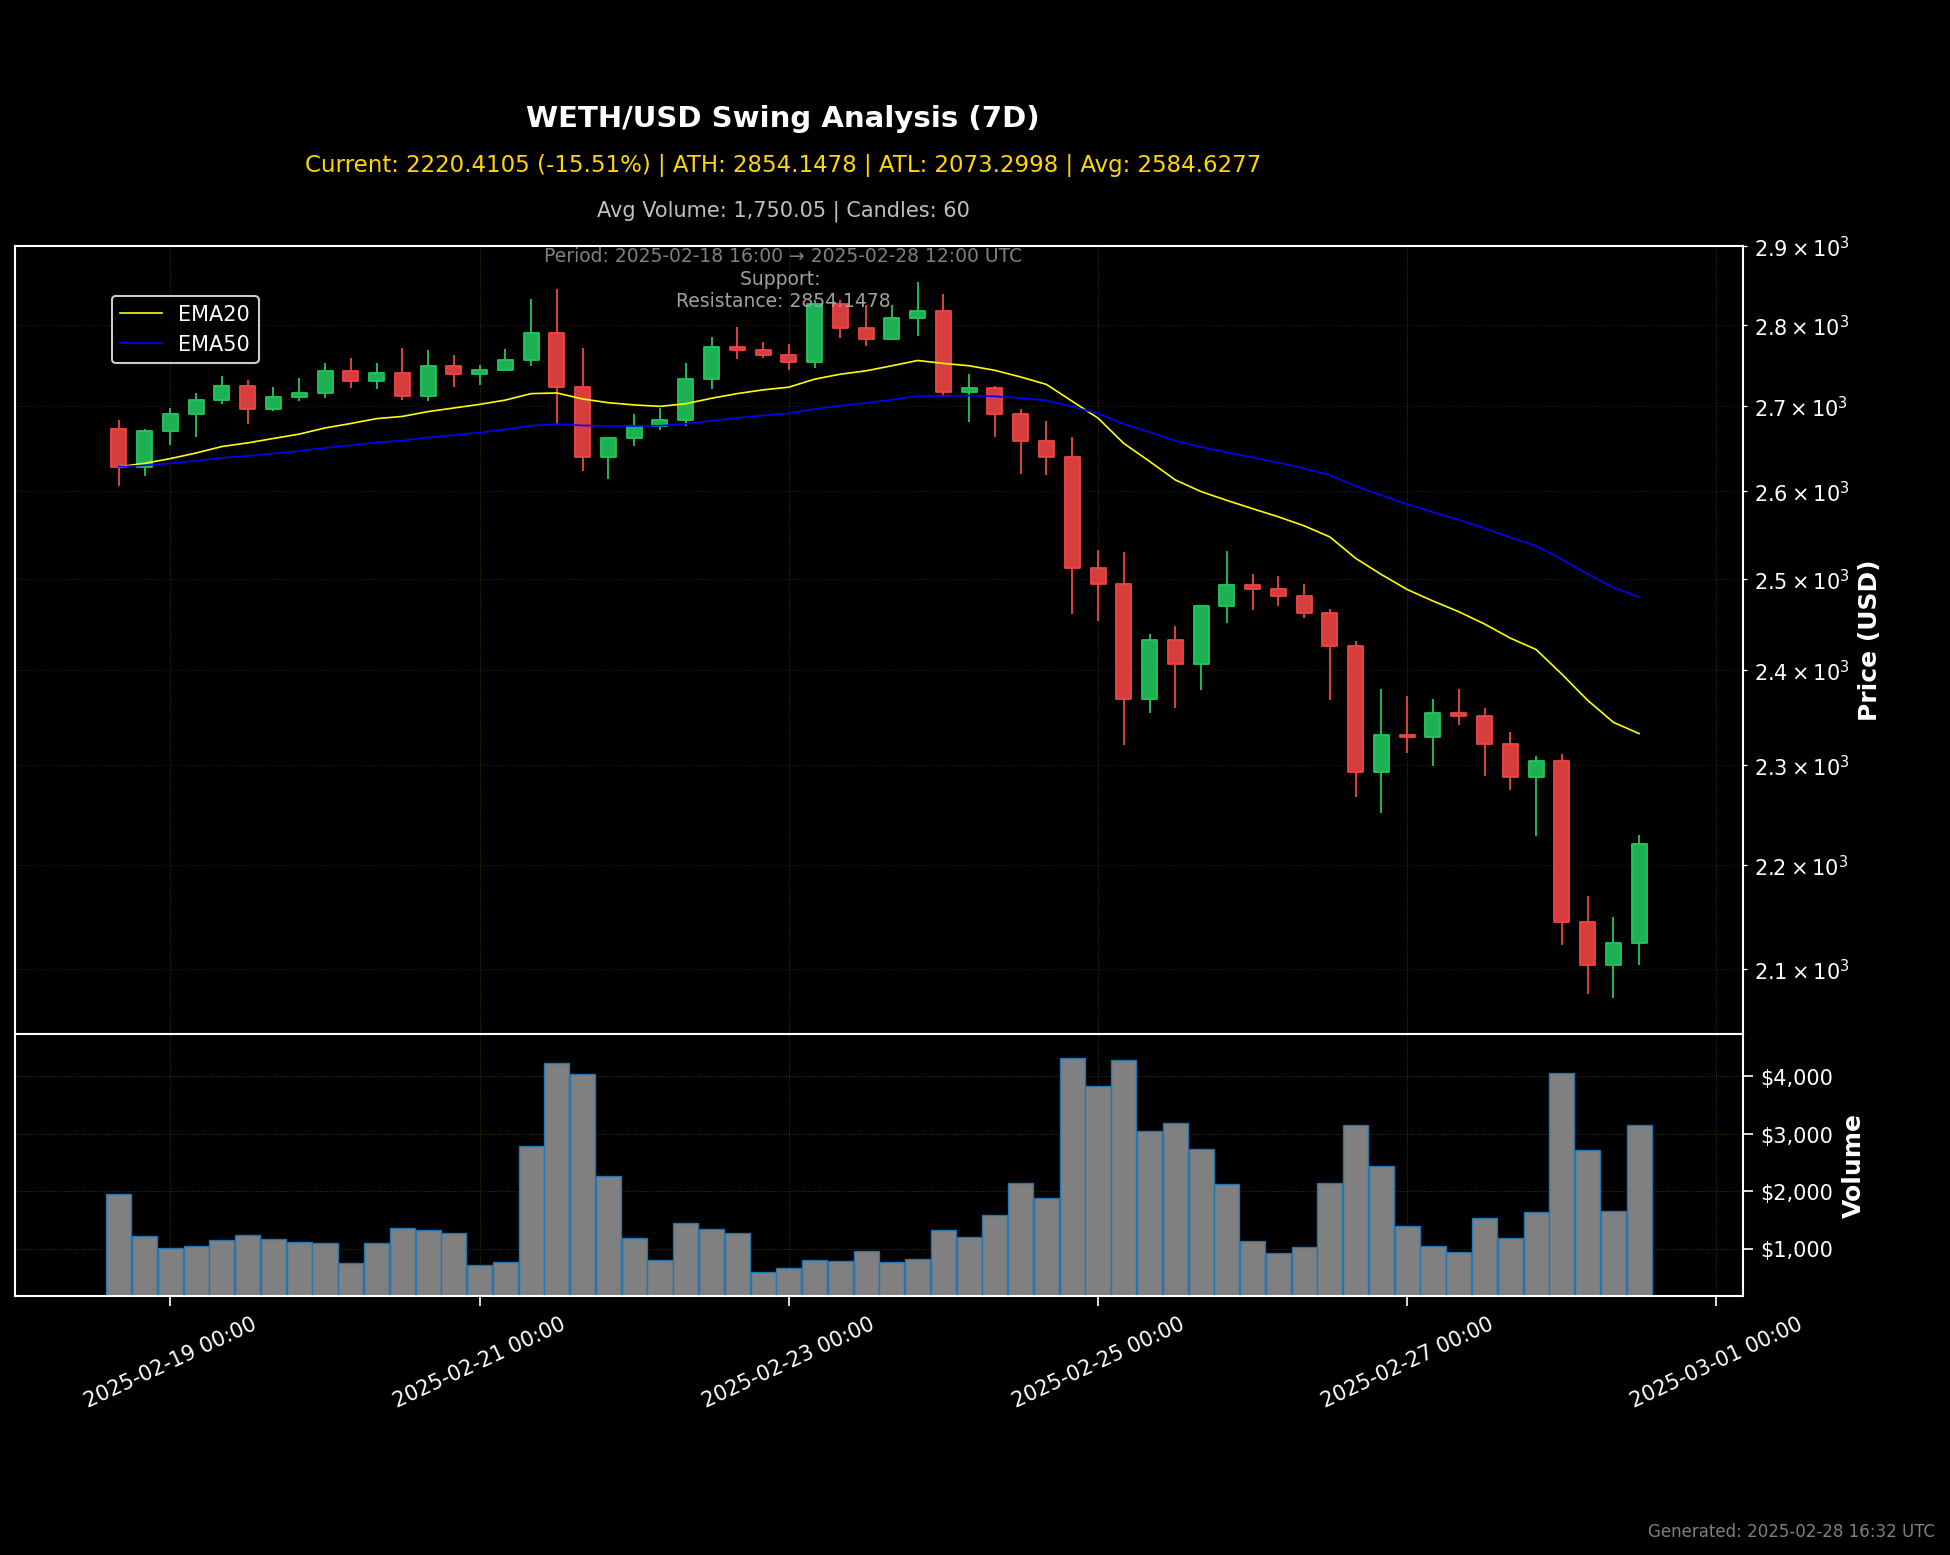 WETH/USD Swing Analysis (7D)
Current: 2220.4105 (-15.51%) | ATH: 2854.1478 | ATL: 2073.2998 | Avg: 2584.6277
Avg Volume: 1,750.05 | Candles: 60
Period: 2025-02-18 16:00 → 2025-02-28 12:00 UTC
Support:
Resistance: 2854.1478
EMA20
EMA50
2.9 × 10³
2.8 × 10³
2.7 × 10³
2.6 × 10³
2.5 × 10³
2.4 × 10³
2.3 × 10³
2.2 × 10³
2.1 × 10³
Price (USD)
$4,000
$3,000
$2,000
$1,000
Volume
2025-02-19 00:00
2025-02-21 00:00
2025-02-23 00:00
2025-02-25 00:00
2025-02-27 00:00
2025-03-01 00:00
Generated: 2025-02-28 16:32 UTC